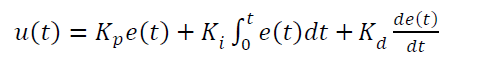 u(t) = K_p e(t) + K_i ∫_0^t e(t)dt + K_d de(t)/dt